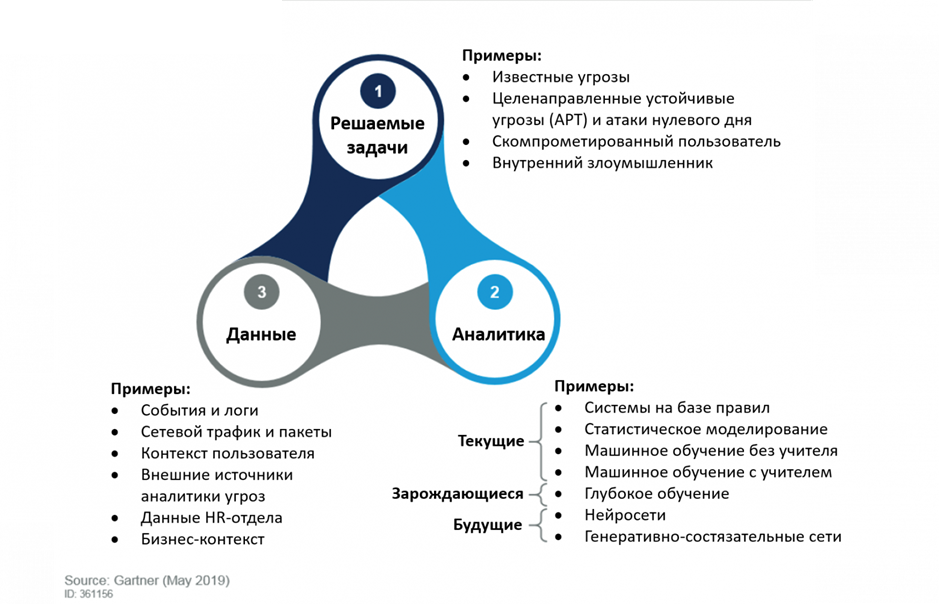 1
Решаемые
задачи
Примеры:
• Известные угрозы
• Целенаправленные устойчивые
угрозы (APT) и атаки нулевого дня
• Скомпрометированный пользователь
• Внутренний злоумышленник
2
Аналитика
Примеры:
Текущие
• Системы на базе правил
• Статистическое моделирование
• Машинное обучение без учителя
• Машинное обучение с учителем
Зарождающиеся
• Глубокое обучение
Будущие
• Нейросети
• Генеративно-состязательные сети
3
Данные
Примеры:
• События и логи
• Сетевой трафик и пакеты
• Контекст пользователя
• Внешние источники
аналитики угроз
• Данные HR-отдела
• Бизнес-контекст
Source: Gartner (May 2019)
ID: 361156